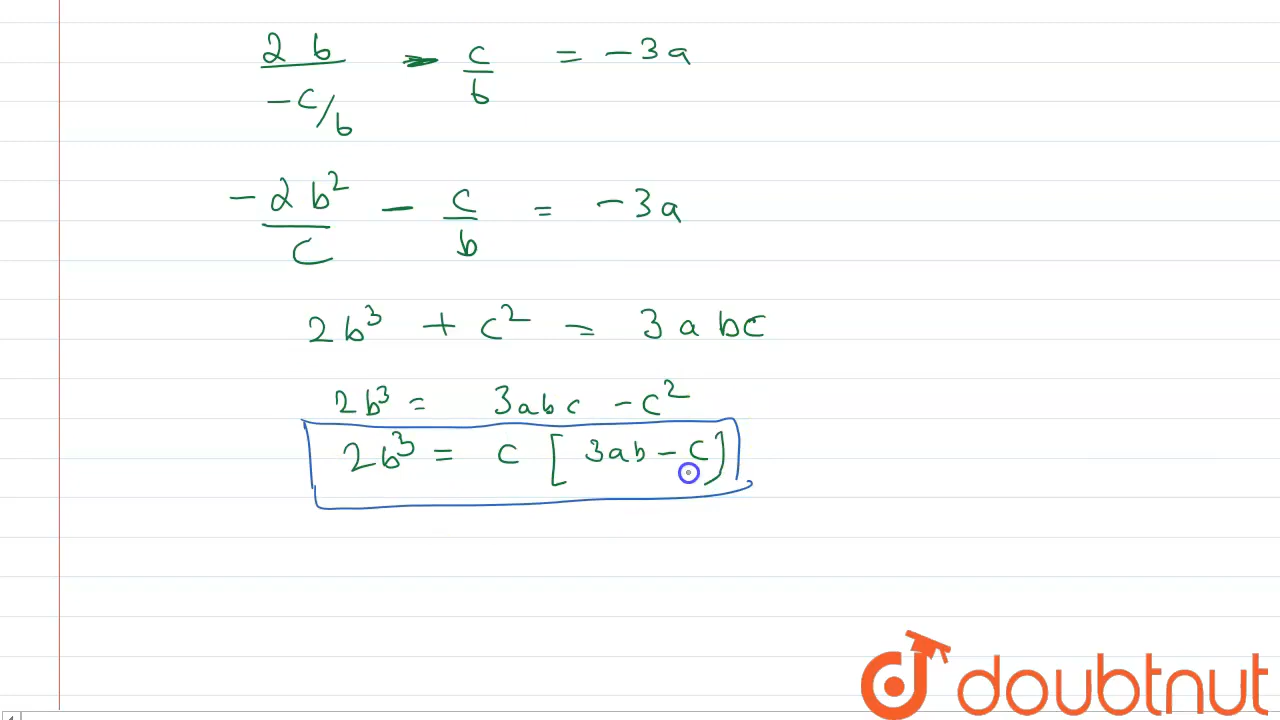 2b/(-c/b) - c/b = -3a
-2b²/c - c/b = -3a
2b³ + c² = 3abc
2b³ = 3abc - c²
2b³ = c [3ab - c]
doubtnut